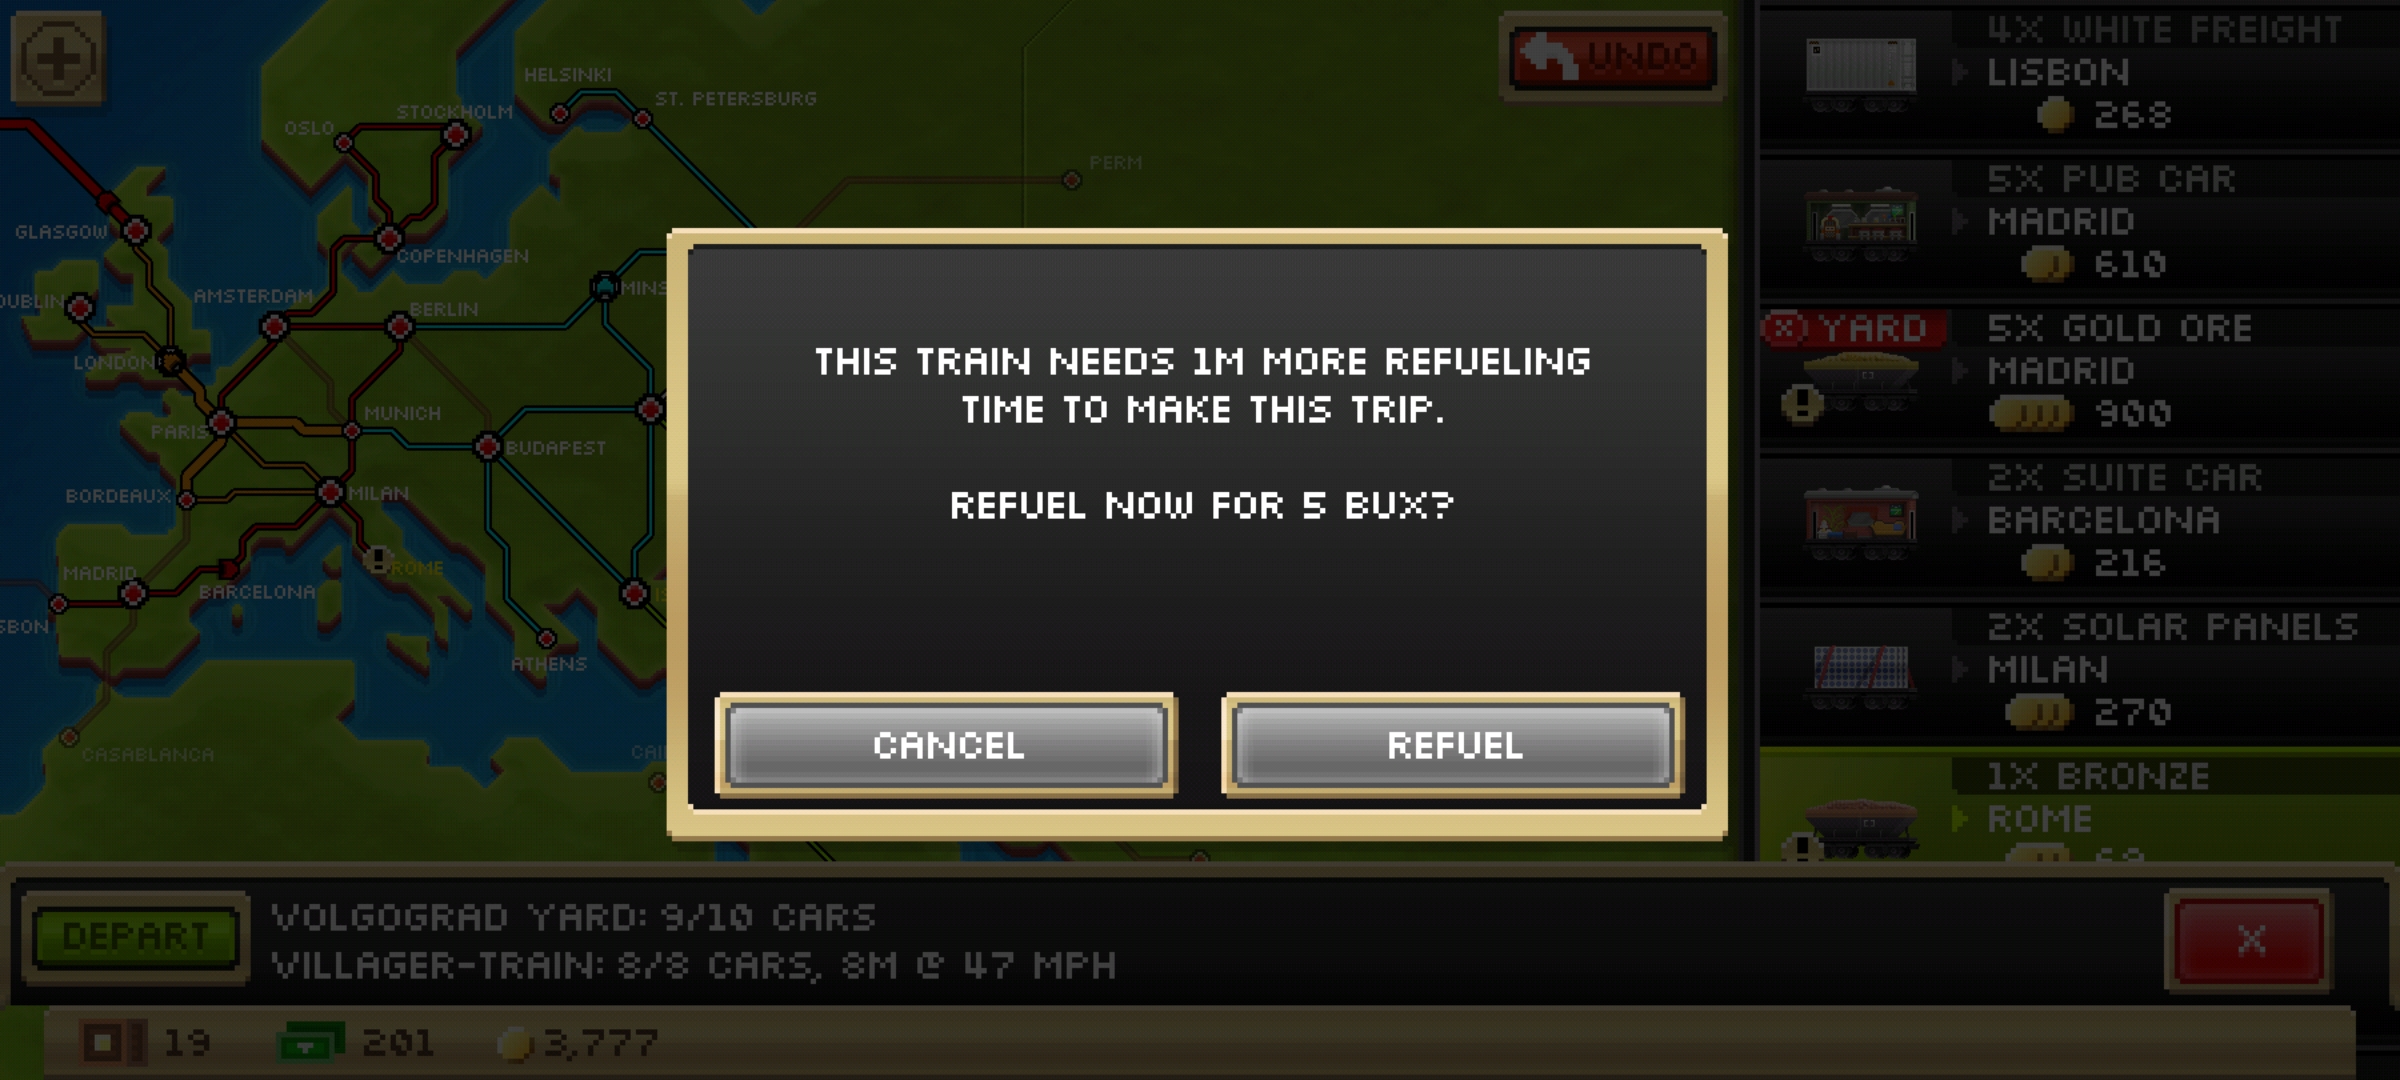 UNDO
HELSINKI
ST. PETERSBURG
STOCKHOLM
OSLO
PERM
GLASGOW
COPENHAGEN
AMSTERDAM
BERLIN
LONDON
MUNICH
PARIS
BUDAPEST
BORDEAUX
MILAN
ROME
MADRID
BARCELONA
ATHENS
CASABLANCA
THIS TRAIN NEEDS 1M MORE REFUELING
TIME TO MAKE THIS TRIP.
REFUEL NOW FOR 5 BUX?
CANCEL
REFUEL
4X WHITE FREIGHT
LISBON
268
5X PUB CAR
MADRID
610
YARD
5X GOLD ORE
MADRID
900
2X SUITE CAR
BARCELONA
216
2X SOLAR PANELS
MILAN
270
1X BRONZE
ROME
DEPART
VOLGOGRAD YARD: 9/10 CARS
VILLAGER-TRAIN: 8/8 CARS, 8M @ 47 MPH
X
19
201
3,777